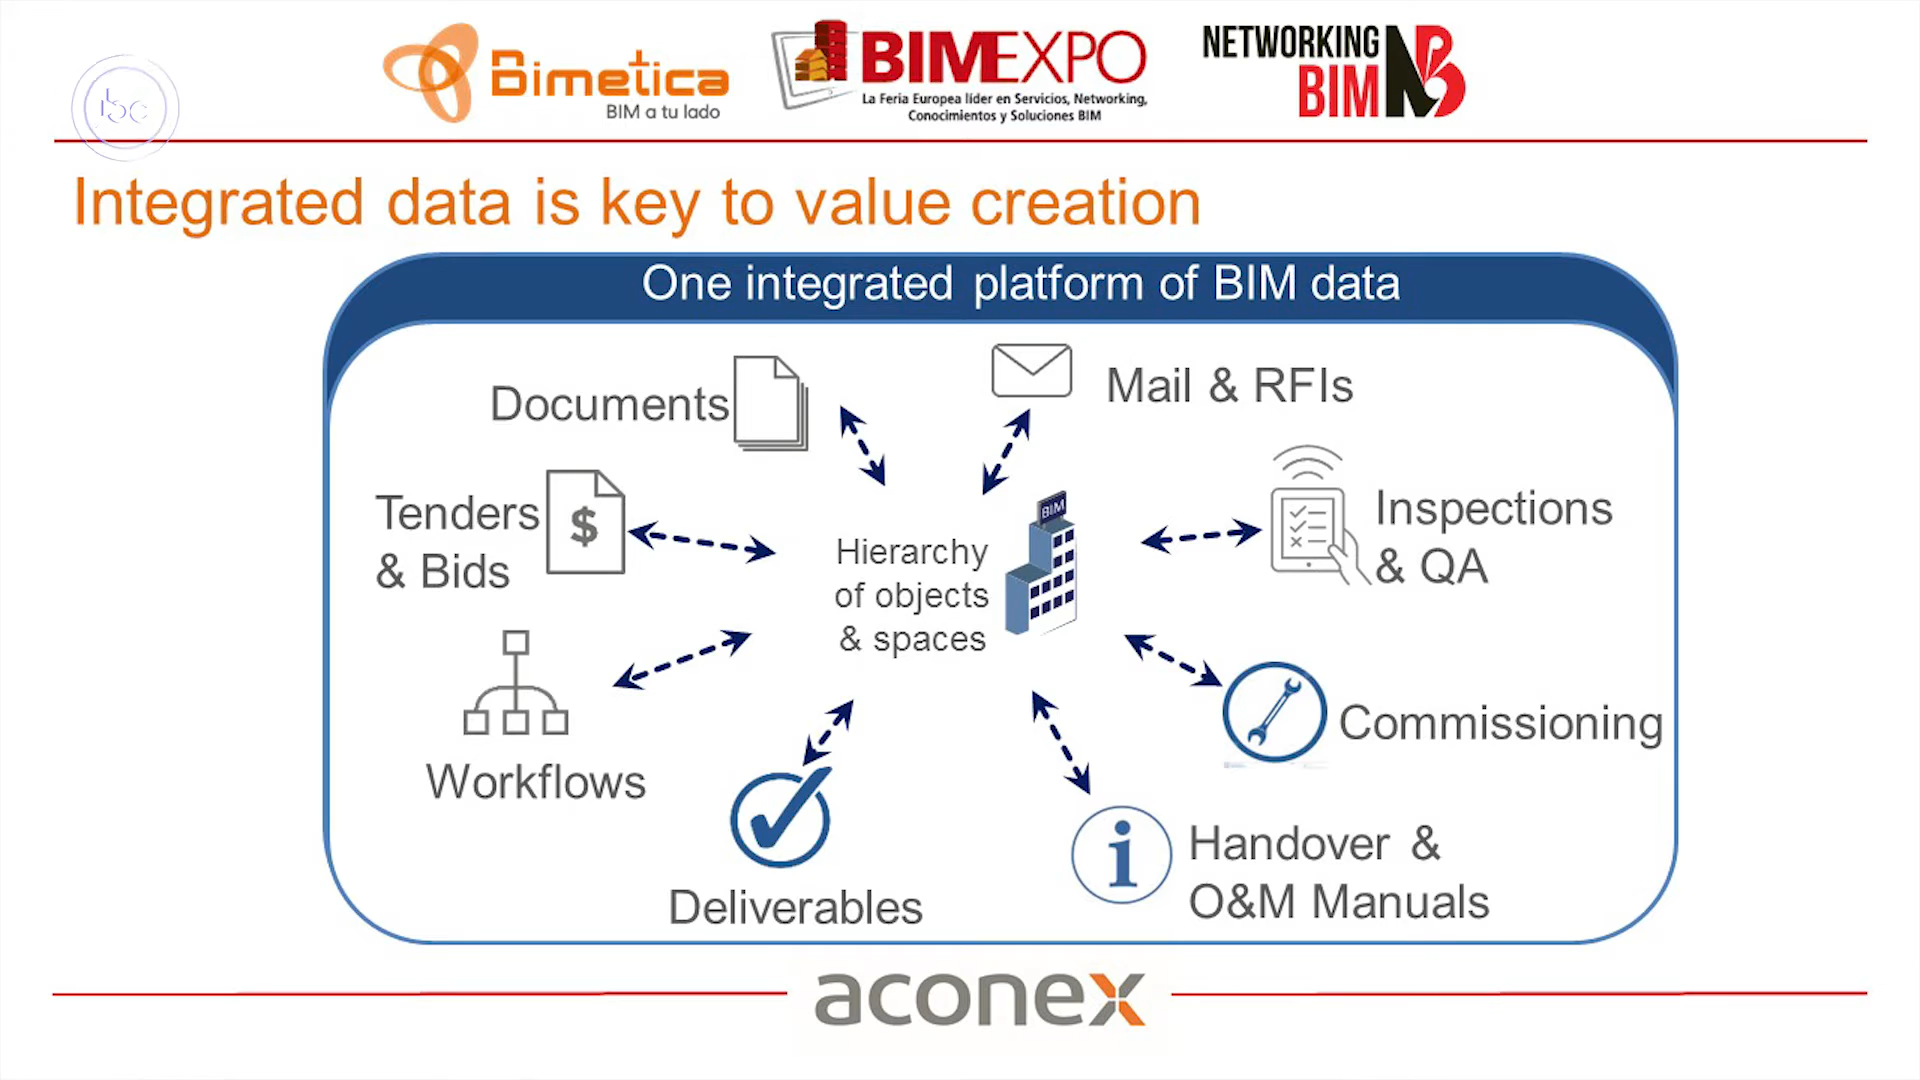 Bimetica
BIM a tu lado
BIMEXPO
La Feria Europea líder en Servicios, Networking,
Conocimientos y Soluciones BIM
NETWORKING
BIM
Integrated data is key to value creation
One integrated platform of BIM data
Documents
Mail & RFIs
Tenders
& Bids
$
Inspections
& QA
BIM
Hierarchy
of objects
& spaces
Workflows
Commissioning
Deliverables
i
Handover &
O&M Manuals
aconex